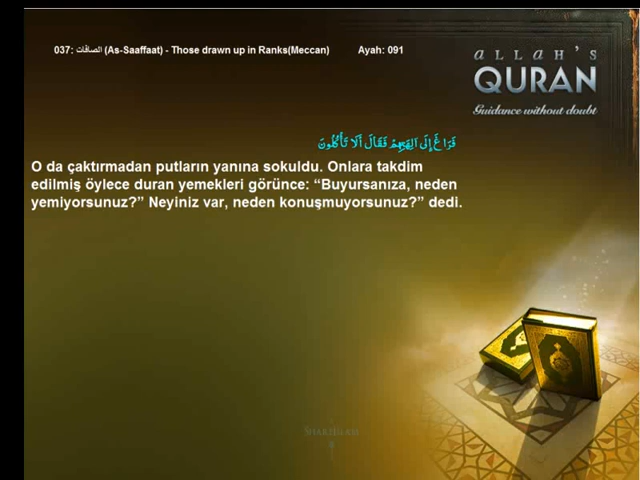 037: الصافات (As-Saaffaat) - Those drawn up in Ranks(Meccan) Ayah: 091
ALLAH'S
QURAN
Guidance without doubt
فَرَاغَ إِلَى آلِهَتِهِمْ فَقَالَ أَلَا تَأْكُلُونَ
O da çaktırmadan putların yanına sokuldu. Onlara takdim
edilmiş öylece duran yemekleri görünce: “Buyursanıza, neden
yemiyorsunuz?” Neyiniz var, neden konuşmuyorsunuz?” dedi.